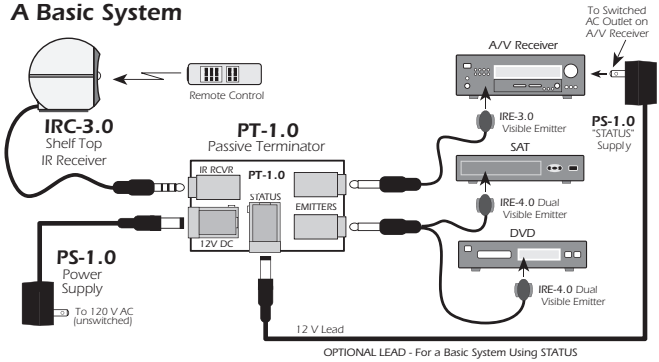 A Basic System
To Switched
AC Outlet on
A/V Receiver
A/V Receiver
Remote Control
IRC-3.0
Shelf Top
IR Receiver
PT-1.0
Passive Terminator
IRE-3.0
Visible Emitter
PS-1.0
"STATUS"
Supply
SAT
IR RCVR
PT-1.0
STATUS
EMITTERS
12V DC
IRE-4.0 Dual
Visible Emitter
DVD
PS-1.0
Power
Supply
To 120 V AC
(unswitched)
IRE-4.0 Dual
Visible Emitter
12 V Lead
OPTIONAL LEAD - For a Basic System Using STATUS